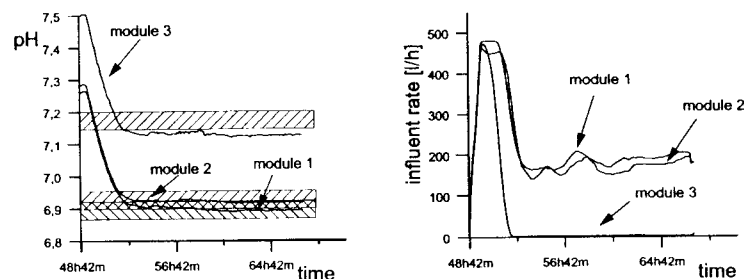 7,5
pH
7,4
7,3
7,2
7,1
7,0
6,9
6,8
module 3
module 2
module 1
48h42m
56h42m
64h42m
time
influent rate [l/h]
500
400
300
200
100
0
module 1
module 2
module 3
48h42m
56h42m
64h42m
time